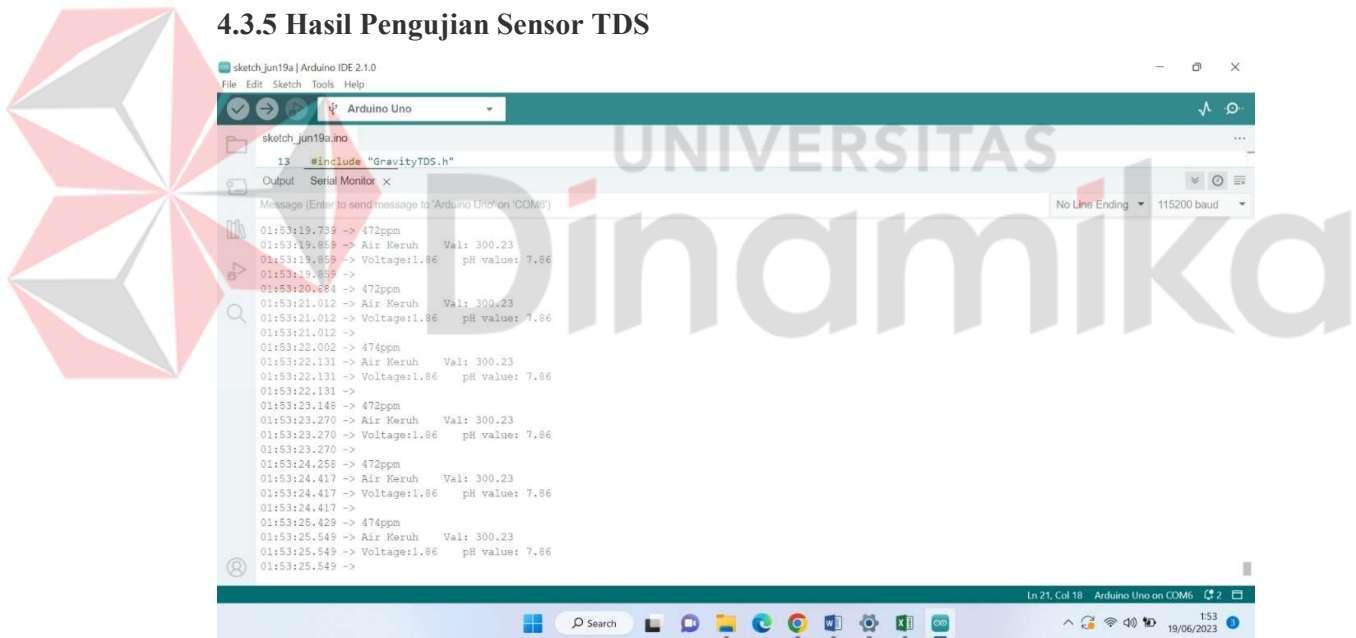 4.3.5 Hasil Pengujian Sensor TDS
sketch_jun19a | Arduino IDE 2.1.0
File Edit Sketch Tools Help
Arduino Uno
sketch_jun19a.ino
UNIVERSITAS
Dinamika
13 #include "GravityTDS.h"
Output Serial Monitor
Message (Enter to send message to 'Arduino Uno' on 'COM6')
No Line Ending 115200 baud
01:53:19.739 -> 472ppm
01:53:19.859 -> Air Keruh Val: 300.23
01:53:19.859 -> Voltage:1.86 pH value: 7.86
01:53:19.859 ->
01:53:20.884 -> 472ppm
01:53:21.012 -> Air Keruh Val: 300.23
01:53:21.012 -> Voltage:1.86 pH value: 7.86
01:53:21.012 ->
01:53:22.002 -> 474ppm
01:53:22.131 -> Air Keruh Val: 300.23
01:53:22.131 -> Voltage:1.86 pH value: 7.86
01:53:22.131 ->
01:53:23.148 -> 472ppm
01:53:23.270 -> Air Keruh Val: 300.23
01:53:23.270 -> Voltage:1.86 pH value: 7.86
01:53:23.270 ->
01:53:24.258 -> 472ppm
01:53:24.417 -> Air Keruh Val: 300.23
01:53:24.417 -> Voltage:1.86 pH value: 7.86
01:53:24.417 ->
01:53:25.429 -> 474ppm
01:53:25.549 -> Air Keruh Val: 300.23
01:53:25.549 -> Voltage:1.86 pH value: 7.86
01:53:25.549 ->
Ln 21, Col 18 Arduino Uno on COM6 2
Search
1:53
19/06/2023 3